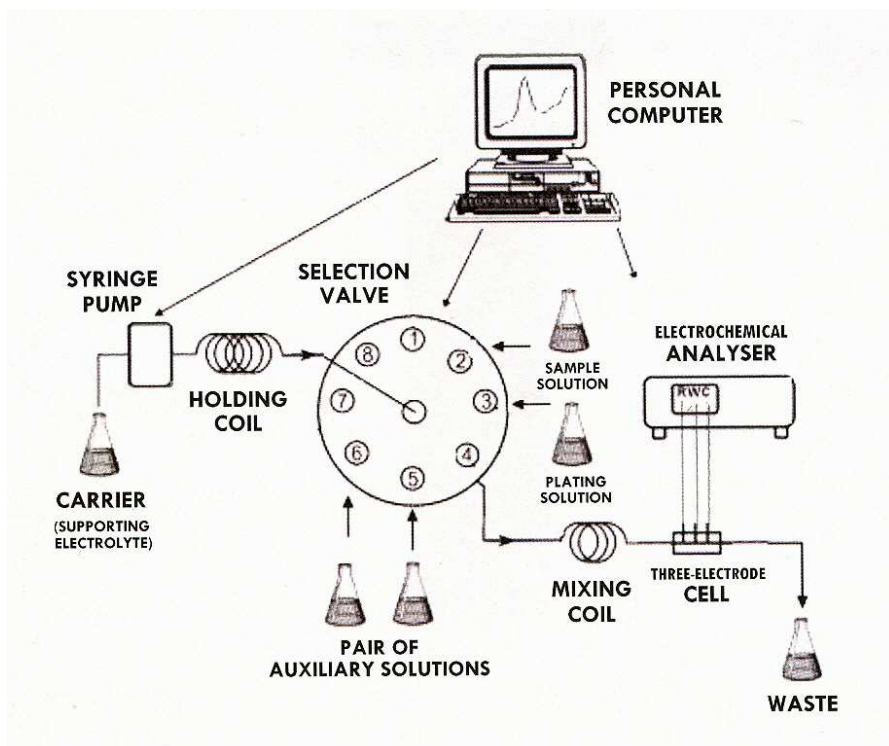 PERSONAL
COMPUTER
SELECTION
VALVE
SYRINGE
PUMP
1
2
3
4
5
6
7
8
SAMPLE
SOLUTION
ELECTROCHEMICAL
ANALYSER
RWC
HOLDING
COIL
PLATING
SOLUTION
CARRIER
(SUPPORTING
ELECTROLYTE)
MIXING
COIL
THREE-ELECTRODE
CELL
PAIR OF
AUXILIARY SOLUTIONS
WASTE